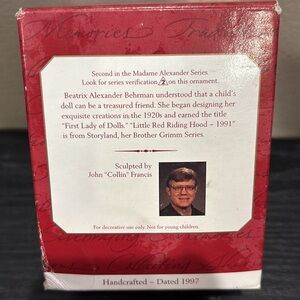 Memories Tradi
Second in the Madame Alexander Series.
Look for series verification, 2, on this ornament.
Beatrix Alexander Behrman understood that a child's
doll can be a treasured friend. She began designing her
exquisite creations in the 1920s and earned the title
"First Lady of Dolls." "Little Red Riding Hood – 1991"
is from Storyland, her Brother Grimm Series.
Sculpted by
John "Collin" Francis
For decorative use only. Not for young children.
Handcrafted – Dated 1997